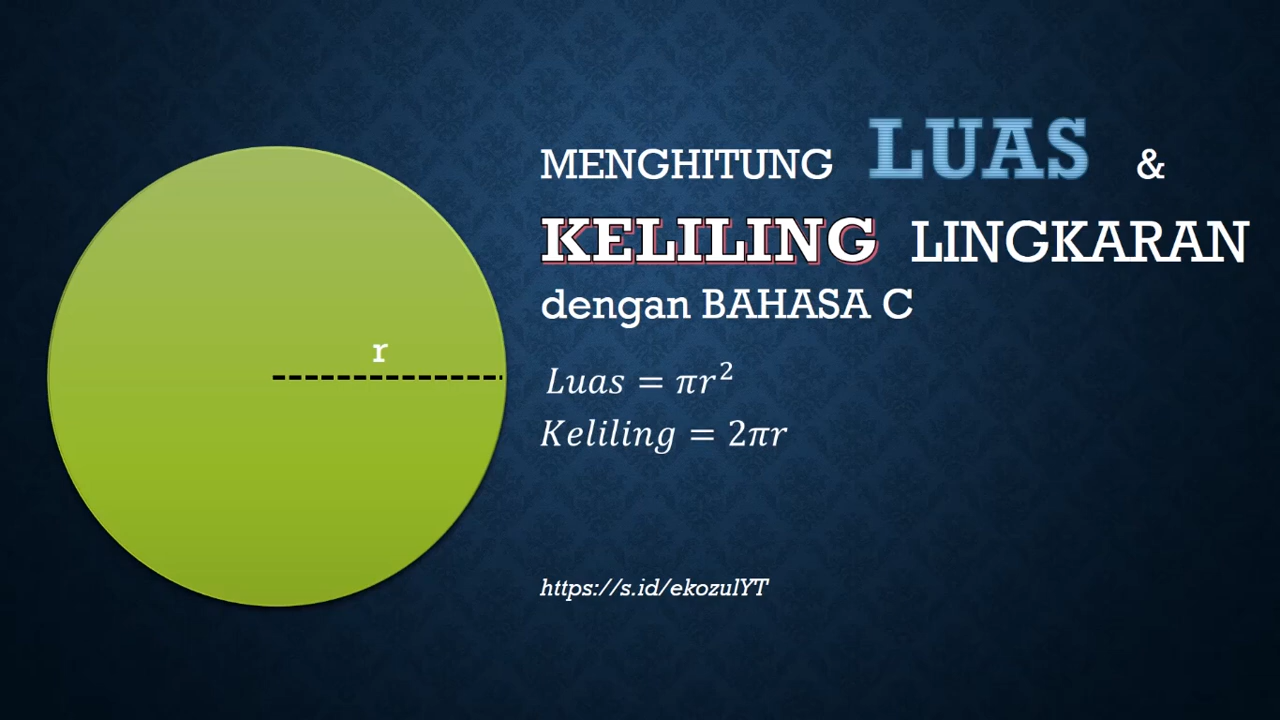 r
MENGHITUNG LUAS &
KELILING LINGKARAN
dengan BAHASA C
Luas = πr²
Keliling = 2πr
https://s.id/ekozulYT